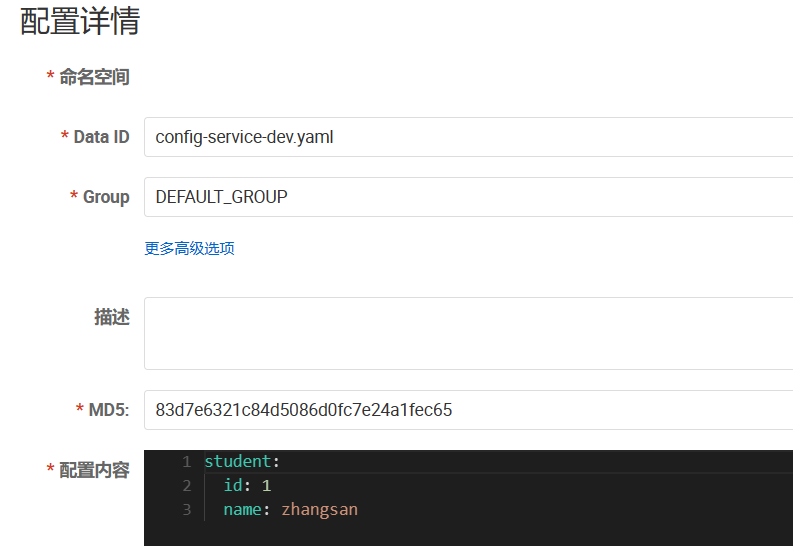 配置详情
* 命名空间
* Data ID config-service-dev.yaml
* Group DEFAULT_GROUP
更多高级选项
描述
* MD5: 83d7e6321c84d5086d0fc7e24a1fec65
* 配置内容 1 student:
2 id: 1
3 name: zhangsan